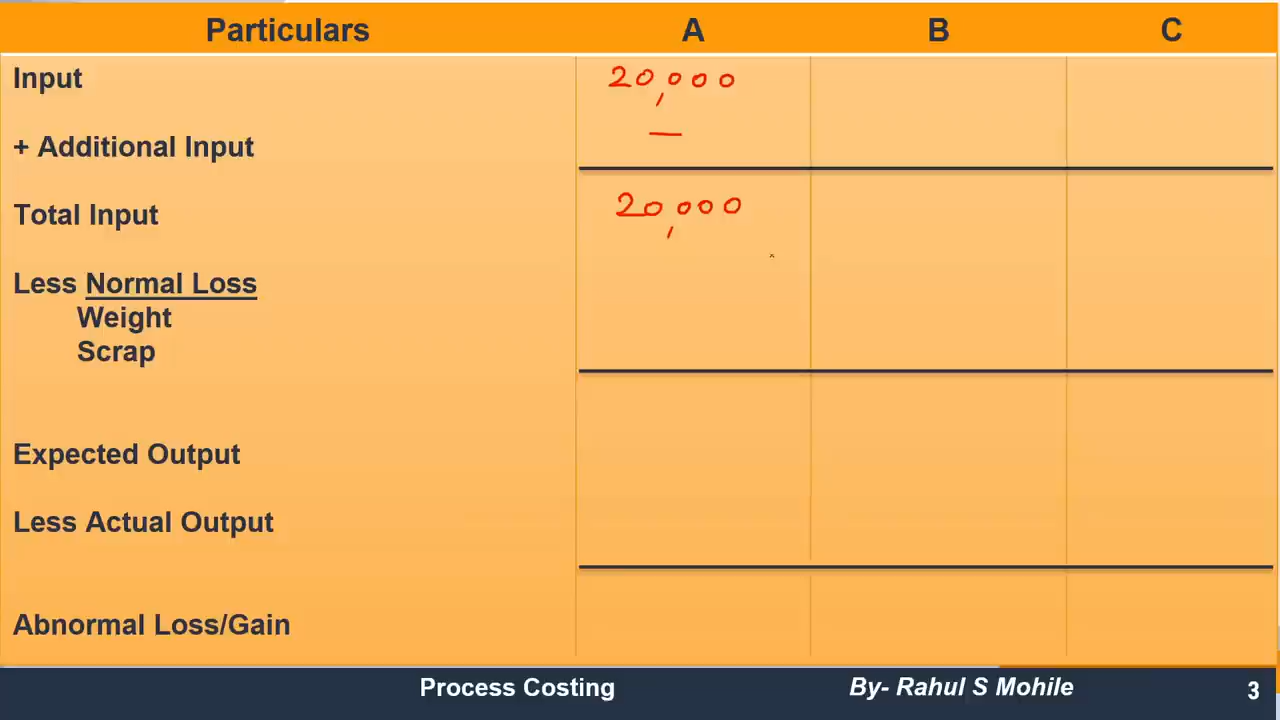 Particulars A B C
Input 20,000
+ Additional Input —
Total Input 20,000
Less Normal Loss
Weight
Scrap
Expected Output
Less Actual Output
Abnormal Loss/Gain
Process Costing By- Rahul S Mohile 3